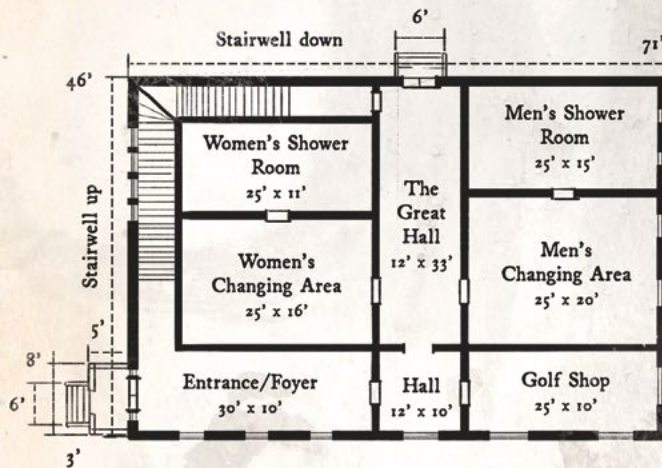 6'
Stairwell down
71'
46'
Women's Shower
Room
25' x 11'
Men's Shower
Room
25' x 15'
The
Great
Hall
12' x 33'
Stairwell up
Women's
Changing Area
25' x 16'
Men's
Changing Area
25' x 20'
5'
8'
6'
3'
Entrance/Foyer
30' x 10'
Hall
12' x 10'
Golf Shop
25' x 10'